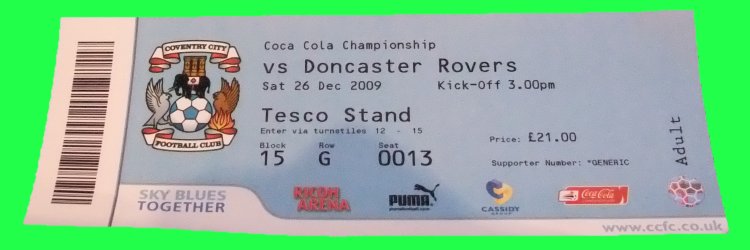 COVENTRY CITY
FOOTBALL CLUB
Coca Cola Championship
vs Doncaster Rovers
Sat 26 Dec 2009 Kick-Off 3.00pm
Tesco Stand
Enter via turnstiles 12 - 15
Block Row Seat
15 G 0013
Price: £21.00
Supporter Number: *GENERIC
Adult
SKY BLUES
TOGETHER
RICOH
ARENA
PUMA
CASSIDY
GROUP
Coca-Cola
www.ccfc.co.uk